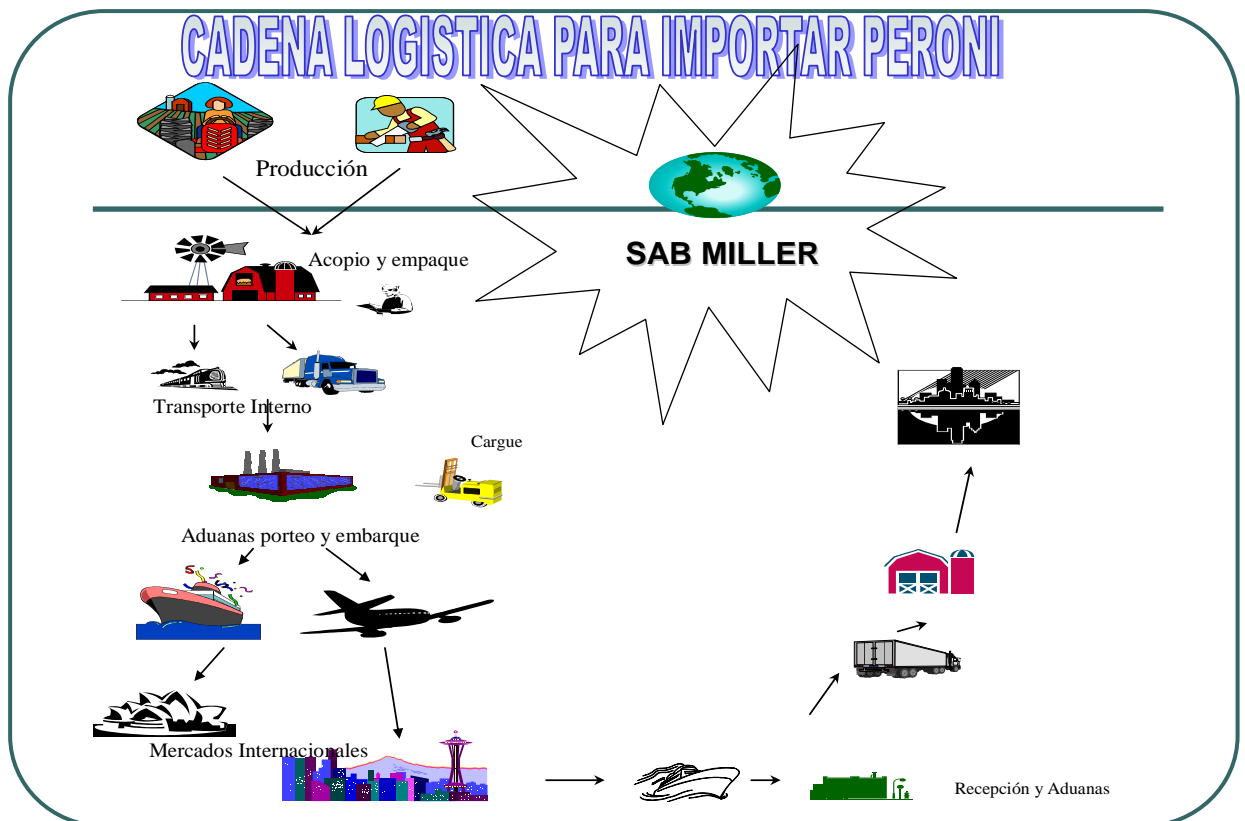 CADENA LOGISTICA PARA IMPORTAR PERONI
Producción
SAB MILLER
Acopio y empaque
Transporte Interno
Cargue
Aduanas porteo y embarque
Mercados Internacionales
Recepción y Aduanas